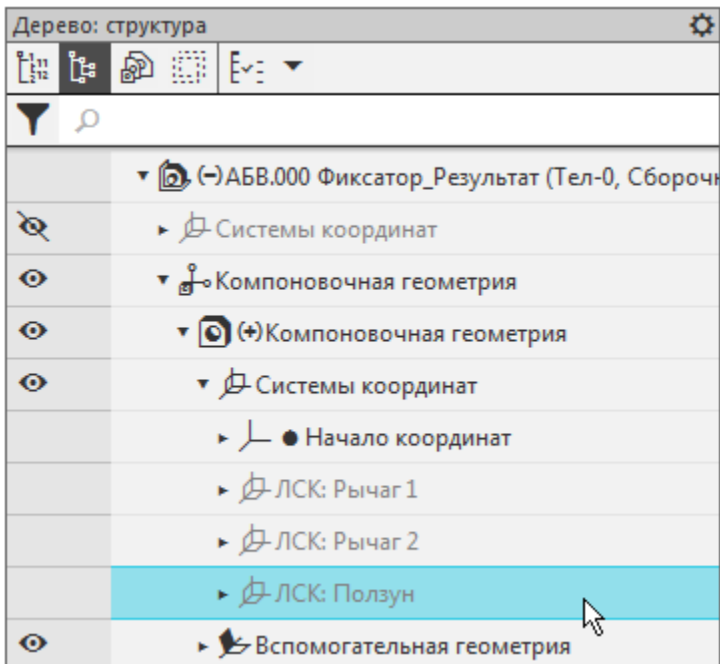 Дерево: структура
(-)АБВ.000 Фиксатор_Результат (Тел-0, Сбороч
Системы координат
Компоновочная геометрия
(+)Компоновочная геометрия
Системы координат
Начало координат
ЛСК: Рычаг 1
ЛСК: Рычаг 2
ЛСК: Ползун
Вспомогательная геометрия